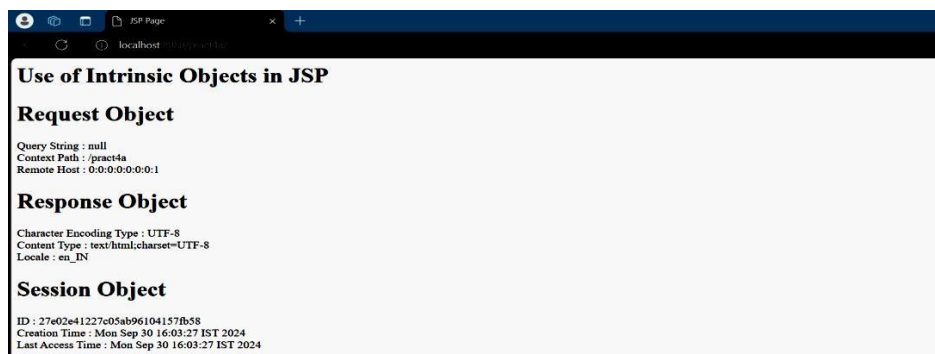 JSP Page
localhost
Use of Intrinsic Objects in JSP
Request Object
Query String : null
Context Path : /pract4a
Remote Host : 0:0:0:0:0:0:0:1
Response Object
Character Encoding Type : UTF-8
Content Type : text/html;charset=UTF-8
Locale : en_IN
Session Object
ID : 27e02e41227c05ab96104157fb58
Creation Time : Mon Sep 30 16:03:27 IST 2024
Last Access Time : Mon Sep 30 16:03:27 IST 2024